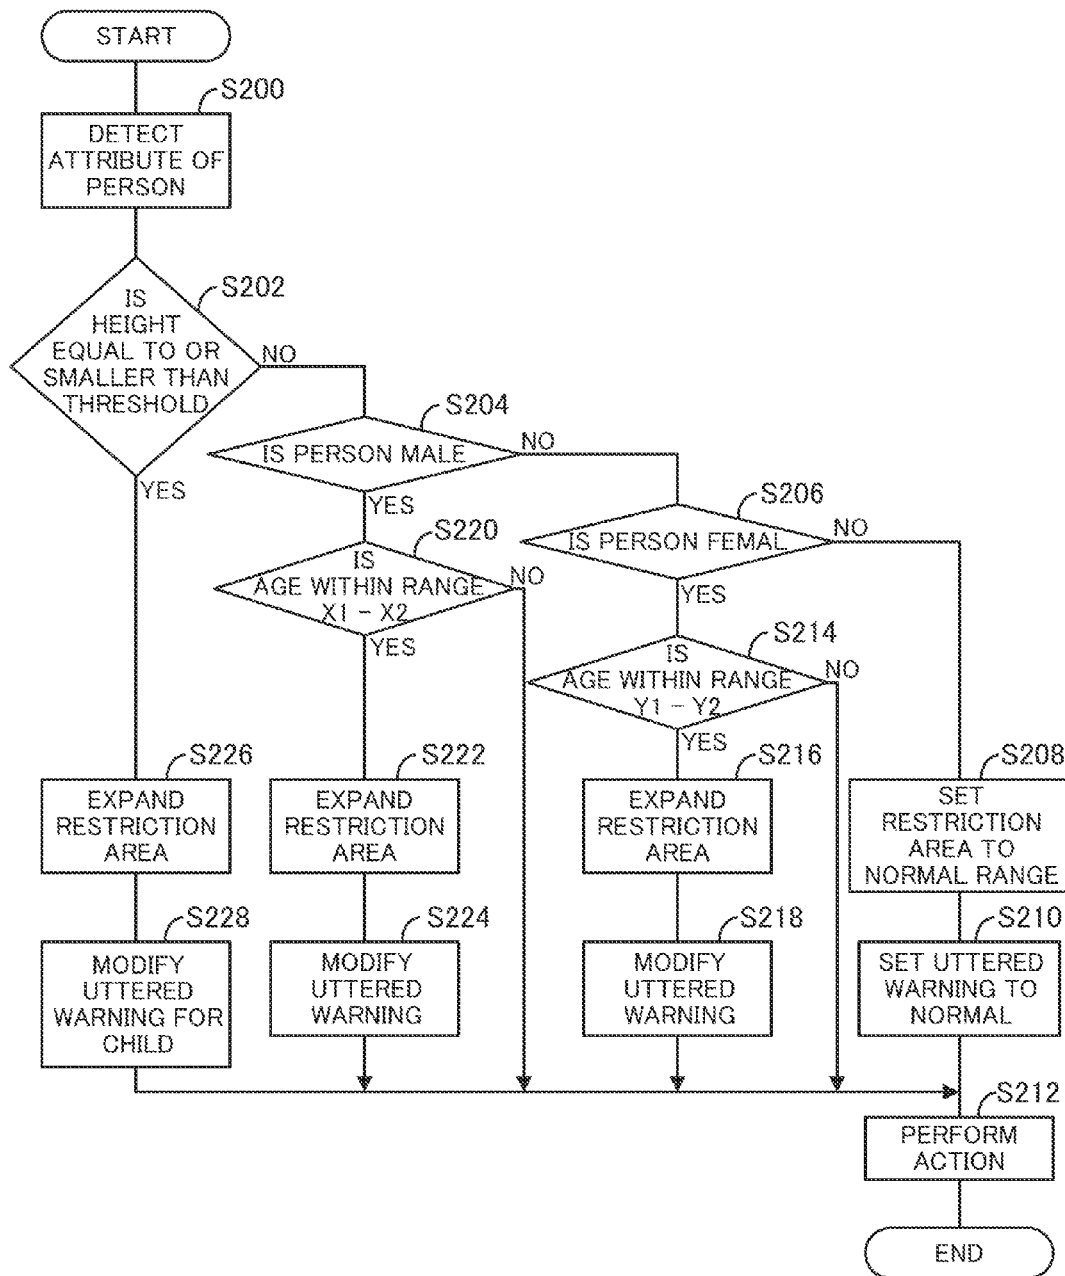 START
S200
DETECT
ATTRIBUTE OF
PERSON
S202
IS
HEIGHT
EQUAL TO OR
SMALLER THAN
THRESHOLD
NO
YES
S204
IS PERSON MALE
NO
YES
S206
IS PERSON FEMAL
NO
YES
S220
IS
AGE WITHIN RANGE
X1 - X2
NO
YES
S214
IS
AGE WITHIN RANGE
Y1 - Y2
NO
YES
S226
EXPAND
RESTRICTION
AREA
S222
EXPAND
RESTRICTION
AREA
S216
EXPAND
RESTRICTION
AREA
S208
SET
RESTRICTION
AREA TO
NORMAL RANGE
S228
MODIFY
UTTERED
WARNING FOR
CHILD
S224
MODIFY
UTTERED
WARNING
S218
MODIFY
UTTERED
WARNING
S210
SET UTTERED
WARNING TO
NORMAL
S212
PERFORM
ACTION
END